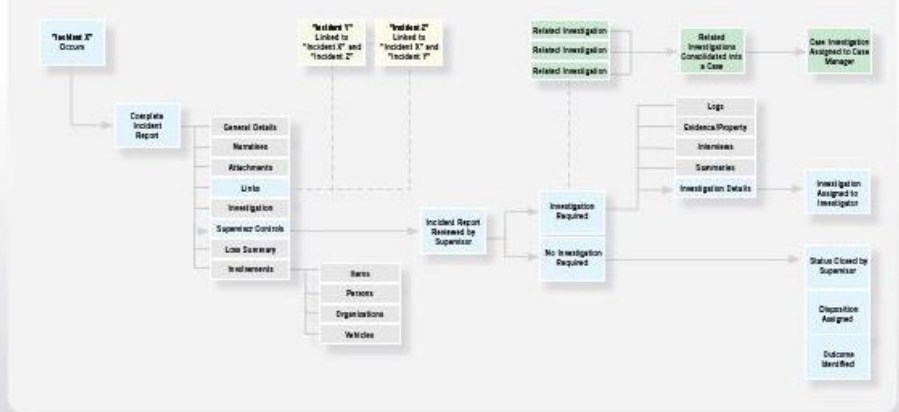 "Incident X"
Occurs
"Incident Y"
Linked to
"Incident X" and
"Incident Z"
"Incident Z"
Linked to
"Incident X" and
"Incident Y"
Related Investigation
Related Investigation
Related Investigation
Related
Investigations
Consolidated into
a Case
Case Investigation
Assigned to Case
Manager
Complete
Incident
Report
General Details
Narratives
Attachments
Links
Investigation
Supervisor Controls
Loss Summary
Involvements
Items
Persons
Organizations
Vehicles
Incident Report
Reviewed by
Supervisor
Investigation
Required
No Investigation
Required
Logs
Evidence/Property
Interviews
Summaries
Investigation Details
Investigation
Assigned to
Investigator
Status Closed by
Supervisor
Disposition
Assigned
Outcome
Identified